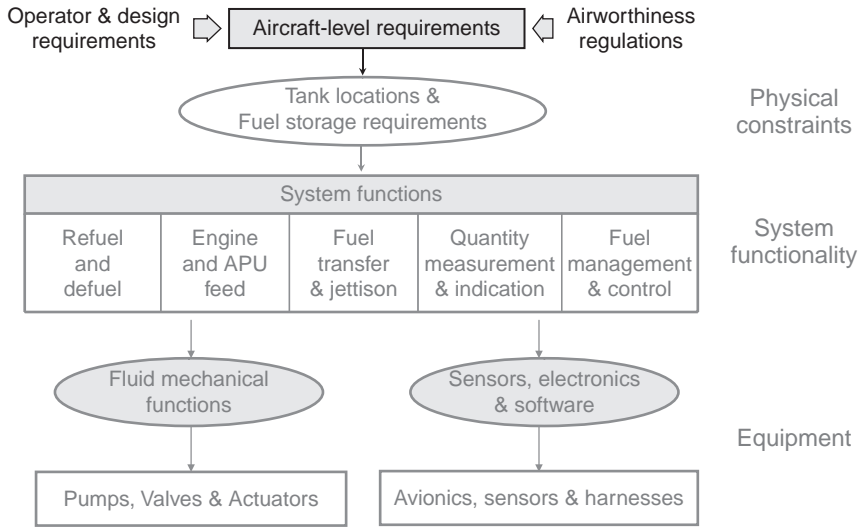 Operator & design
requirements
Aircraft-level requirements
Airworthiness
regulations
Tank locations &
Fuel storage requirements
Physical
constraints
System functions
Refuel
and
defuel
Engine
and APU
feed
Fuel
transfer
& jettison
Quantity
measurement
& indication
Fuel
management
& control
System
functionality
Fluid mechanical
functions
Sensors, electronics
& software
Equipment
Pumps, Valves & Actuators
Avionics, sensors & harnesses